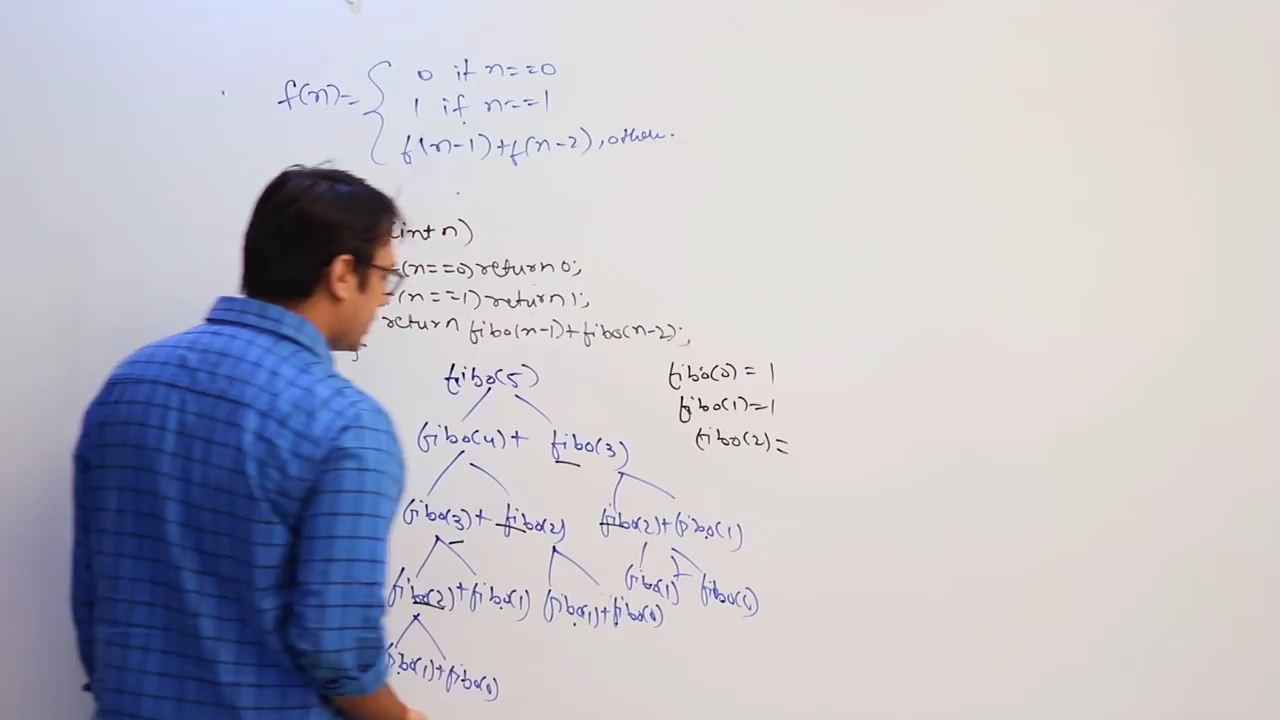 f(n)= { 0 if n==0
1 if n==1
f(n-1)+f(n-2), other.
(int n)
(n==0) return 0;
(n==1) return 1;
return fibo(n-1)+fibo(n-2);
}
fibo(5)
fibo(0) = 1
fibo(1)=1
fibo(2)=
fibo(4)+ fibo(3)
fibo(3)+ fibo(2) fibo(2)+fibo(1)
fibo(2)+fibo(1) fibo(1)+fibo(0) fibo(1)+ fibo(0)
fibo(1)+fibo(0)